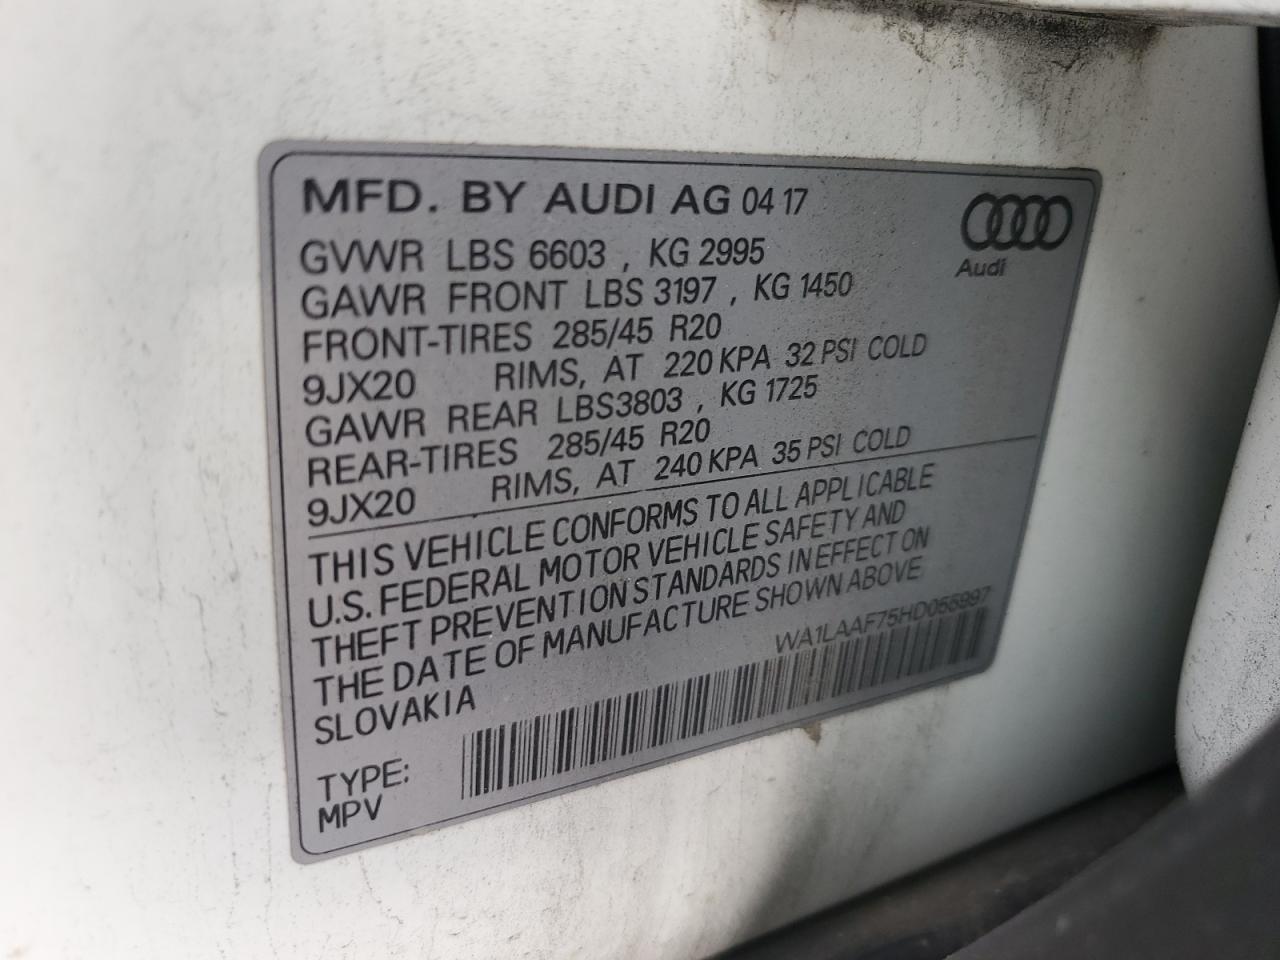 MFD. BY AUDI AG 04 17
GVWR LBS 6603 , KG 2995
GAWR FRONT LBS 3197 , KG 1450
FRONT-TIRES 285/45 R20
9JX20 RIMS, AT 220 KPA 32 PSI COLD
GAWR REAR LBS3803 , KG 1725
REAR-TIRES 285/45 R20
9JX20 RIMS, AT 240 KPA 35 PSI COLD
THIS VEHICLE CONFORMS TO ALL APPLICABLE
U.S. FEDERAL MOTOR VEHICLE SAFETY AND
THEFT PREVENTION STANDARDS IN EFFECT ON
THE DATE OF MANUFACTURE SHOWN ABOVE
SLOVAKIA
WA1LAAF75HD055997
TYPE:
MPV
Audi